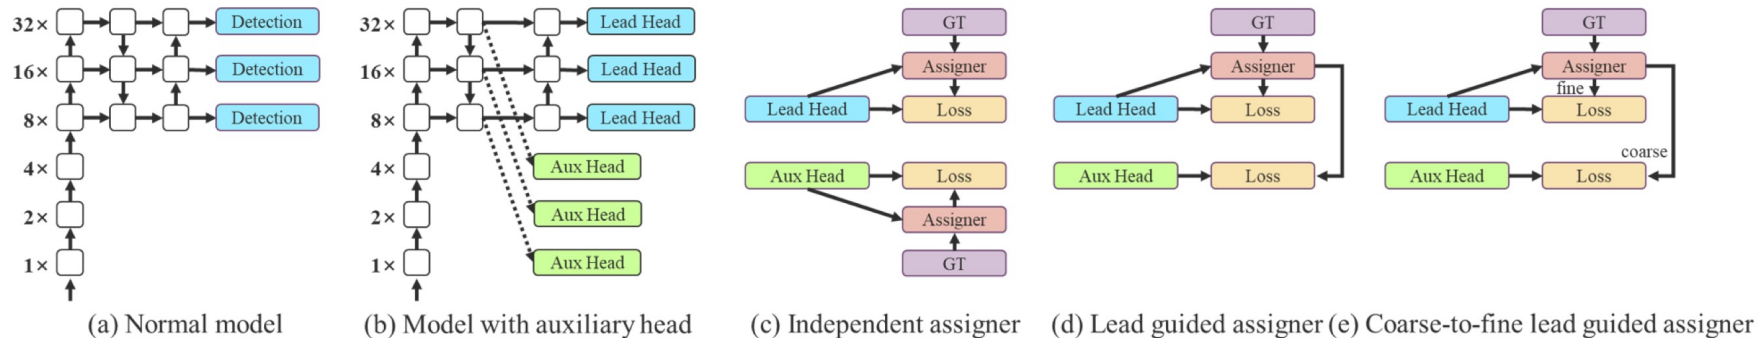 32× Detection
16× Detection
8× Detection
4×
2×
1×
(a) Normal model
32× Lead Head
16× Lead Head
8× Lead Head
4× Aux Head
2× Aux Head
1× Aux Head
(b) Model with auxiliary head
GT
Assigner
Lead Head Loss
Aux Head Loss
Assigner
GT
(c) Independent assigner
GT
Assigner
Lead Head Loss
Aux Head Loss
(d) Lead guided assigner
GT
Assigner
fine
Lead Head Loss
coarse
Aux Head Loss
(e) Coarse-to-fine lead guided assigner